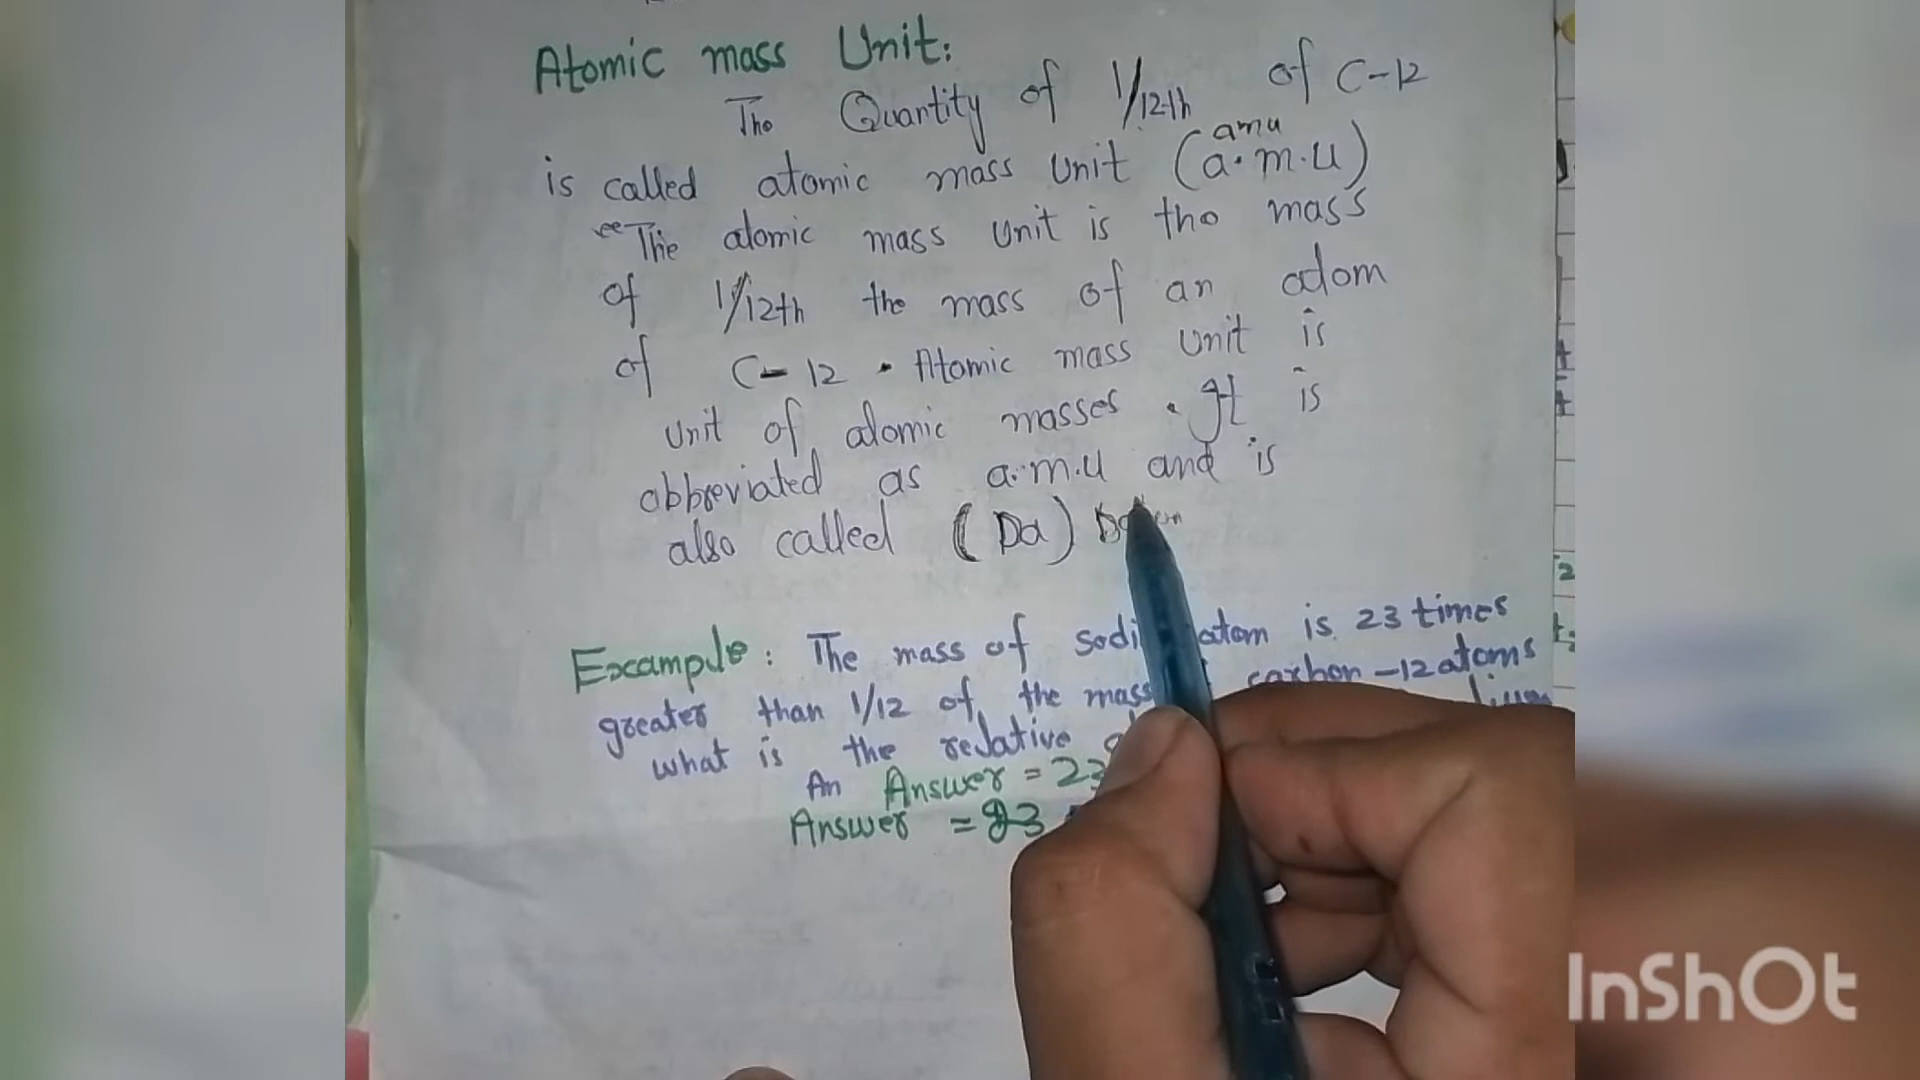 Atomic mass Unit:
The Quantity of 1/12th of C-12
amu
is called atomic mass Unit (a.m.u)
"The atomic mass Unit is the mass
of 1/12th the mass of an atom
of C-12. Atomic mass Unit is
Unit of atomic masses. It is
abbreviated as a.m.u and is
also called (Da)
Example: The mass of atom is 23 times
greater than 1/12 of the mass carbon-12 atoms
what is the relative
An Answer = 23
Answer = 23
InShOt